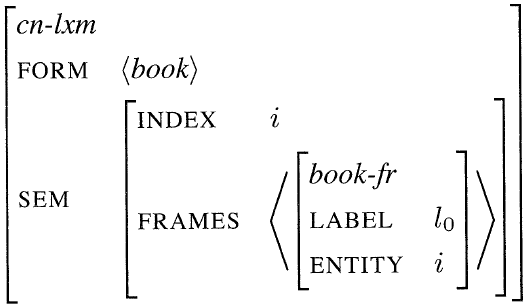 cn-lxm
FORM ⟨book⟩
INDEX i
book-fr
SEM
FRAMES
LABEL l₀
ENTITY i